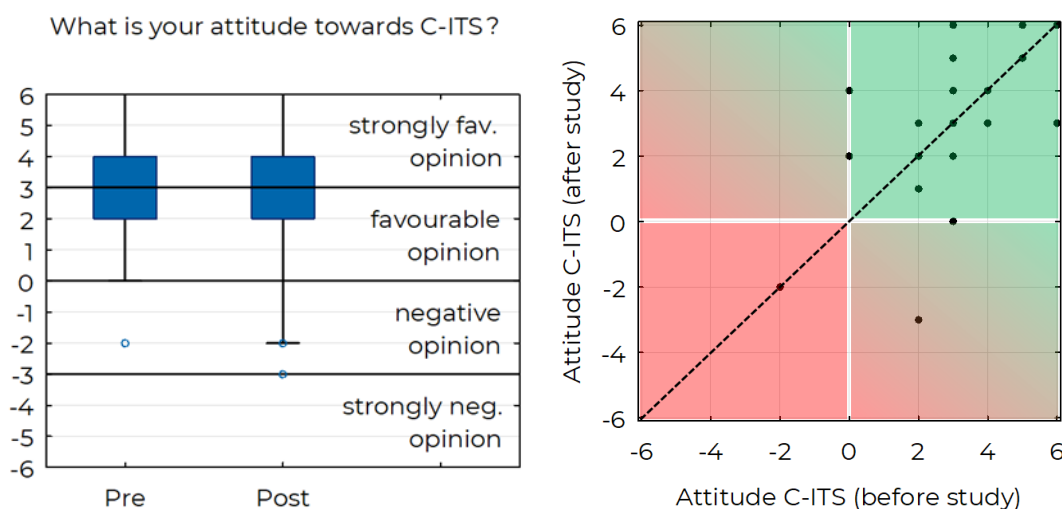 What is your attitude towards C-ITS?
6
5
4
3
2
1
0
-1
-2
-3
-4
-5
-6
strongly fav.
opinion
favourable
opinion
negative
opinion
strongly neg.
opinion
Pre Post
Attitude C-ITS (after study)
6
4
2
0
-2
-4
-6
-6 -4 -2 0 2 4 6
Attitude C-ITS (before study)